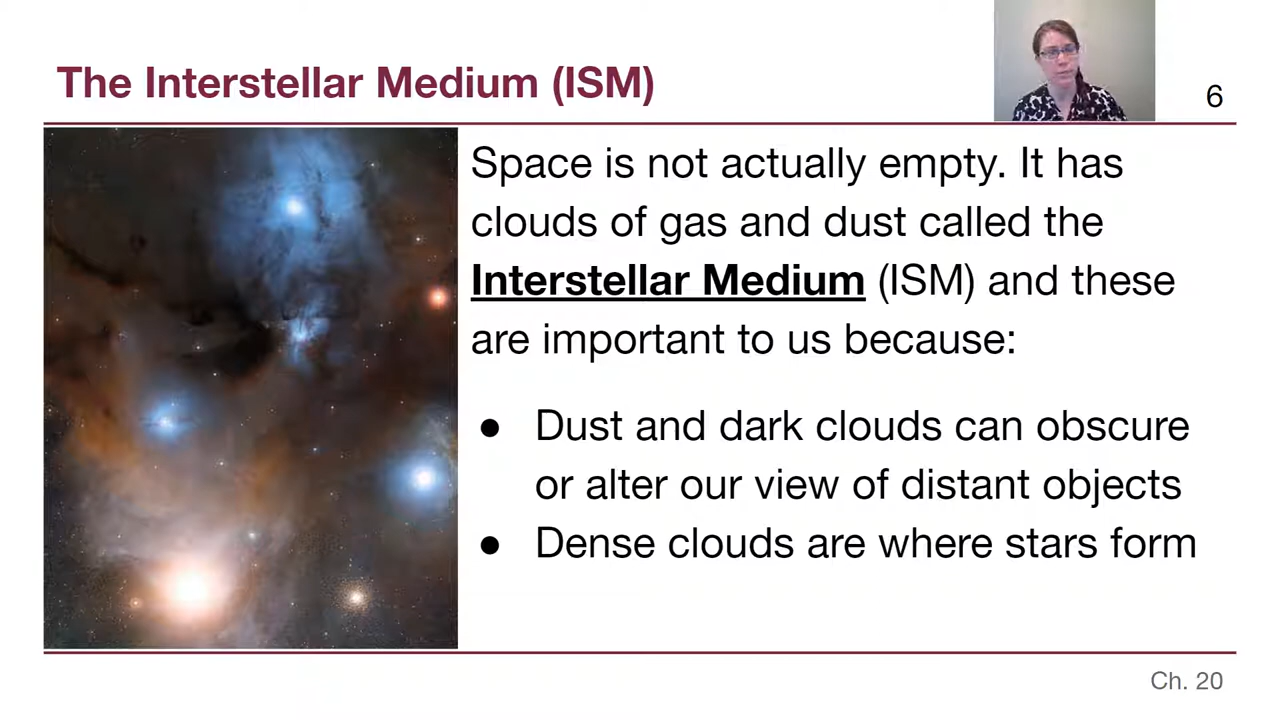 The Interstellar Medium (ISM)
6
Space is not actually empty. It has
clouds of gas and dust called the
Interstellar Medium (ISM) and these
are important to us because:
● Dust and dark clouds can obscure
or alter our view of distant objects
● Dense clouds are where stars form
Ch. 20